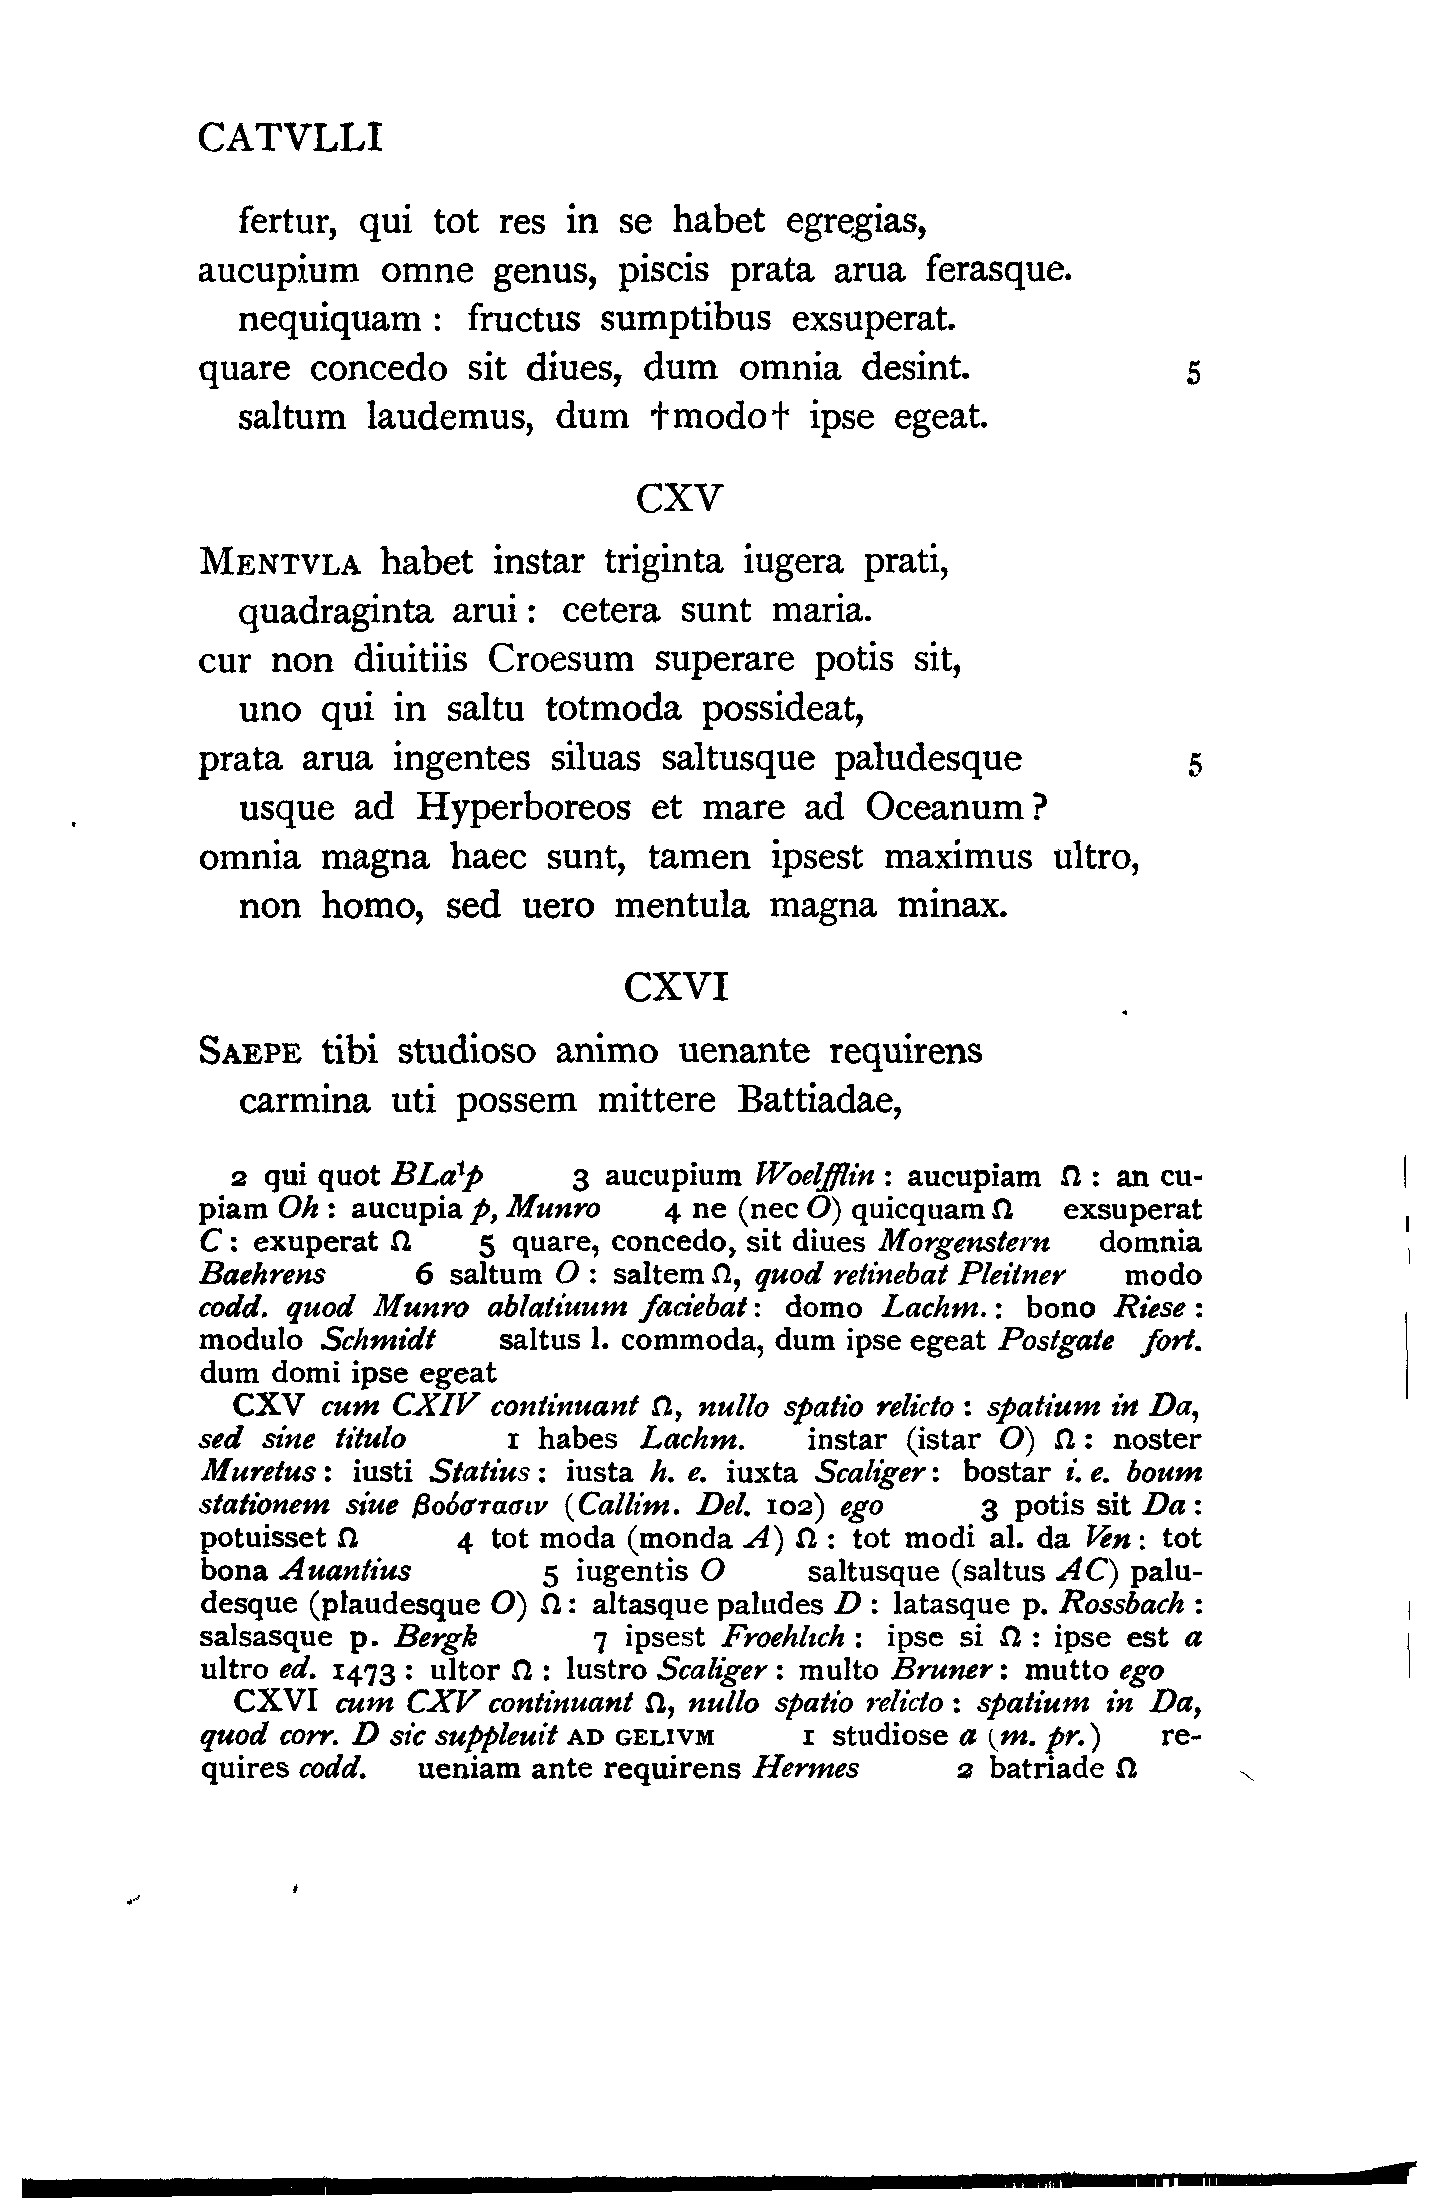 CATVLLI
fertur, qui tot res in se habet egregias,
aucupium omne genus, piscis prata arua ferasque.
nequiquam : fructus sumptibus exsuperat.
quare concedo sit diues, dum omnia desint. 5
saltum laudemus, dum †modo† ipse egeat.
CXV
MENTVLA habet instar triginta iugera prati,
quadraginta arui : cetera sunt maria.
cur non diuitiis Croesum superare potis sit,
uno qui in saltu totmoda possideat,
prata arua ingentes siluas saltusque paludesque 5
usque ad Hyperboreos et mare ad Oceanum ?
omnia magna haec sunt, tamen ipsest maximus ultro,
non homo, sed uero mentula magna minax.
CXVI
SAEPE tibi studioso animo uenante requirens
carmina uti possem mittere Battiadae,
2 qui quot BLa¹p 3 aucupium Woelfflin : aucupiam Ω : an cu-
piam Oh : aucupia p, Munro 4 ne (nec O) quicquam Ω exsuperat
C : exuperat Ω 5 quare, concedo, sit diues Morgenstern domnia
Baehrens 6 saltum O : saltem Ω, quod retinebat Pleitner modo
codd. quod Munro ablatiuum faciebat : domo Lachm. : bono Riese :
modulo Schmidt saltus l. commoda, dum ipse egeat Postgate fort.
dum domi ipse egeat
CXV cum CXIV continuant Ω, nullo spatio relicto : spatium in Da,
sed sine titulo 1 habes Lachm. instar (istar O) Ω : noster
Muretus : iusti Statius : iusta h. e. iuxta Scaliger : bostar i. e. boum
stationem siue βοόστασιν (Callim. Del. 102) ego 3 potis sit Da :
potuisset Ω 4 tot moda (monda A) Ω : tot modi al. da Ven : tot
bona Auantius 5 iugentis O saltusque (saltus AC) palu-
desque (plaudesque O) Ω : altasque paludes D : latasque p. Rossbach :
salsasque p. Bergk 7 ipsest Froehlich : ipse si Ω : ipse est a
ultro ed. 1473 : ultor Ω : lustro Scaliger : multo Bruner : mutto ego
CXVI cum CXV continuant Ω, nullo spatio relicto : spatium in Da,
quod corr. D sic suppleuit AD GELIVM 1 studiose a (m. pr.) re-
quires codd. ueniam ante requirens Hermes 2 batriade Ω